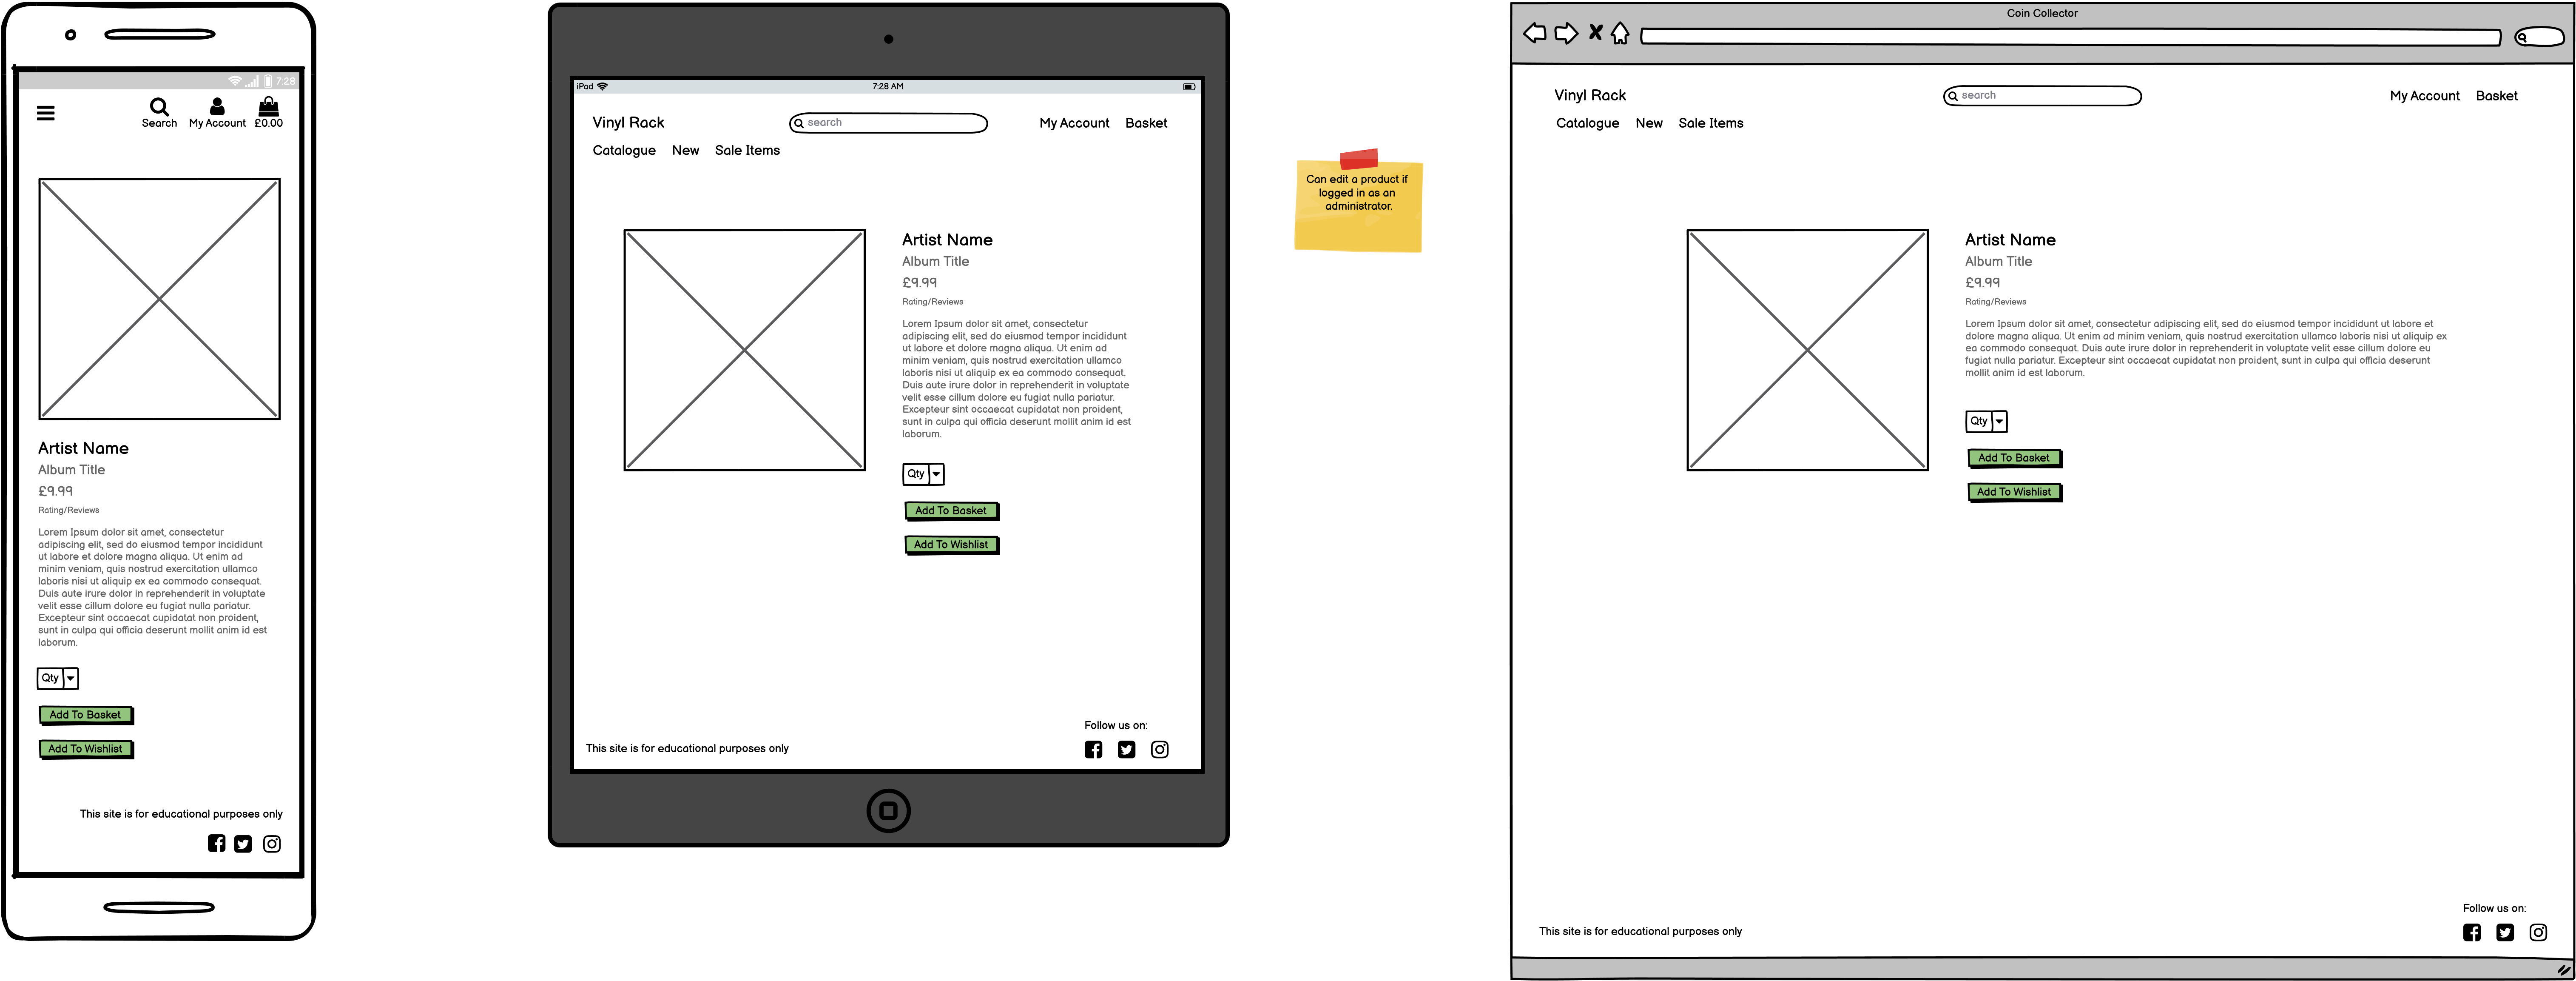 7:28
Search My Account £0.00
Artist Name
Album Title
£9.99
Rating/Reviews
Lorem Ipsum dolor sit amet, consectetur
adipiscing elit, sed do eiusmod tempor incididunt
ut labore et dolore magna aliqua. Ut enim ad
minim veniam, quis nostrud exercitation ullamco
laboris nisi ut aliquip ex ea commodo consequat.
Duis aute irure dolor in reprehenderit in voluptate
velit esse cillum dolore eu fugiat nulla pariatur.
Excepteur sint occaecat cupidatat non proident,
sunt in culpa qui officia deserunt mollit anim id est
laborum.
Qty
Add To Basket
Add To Wishlist
This site is for educational purposes only
iPad 7:28 AM
Vinyl Rack search My Account Basket
Catalogue New Sale Items
Artist Name
Album Title
£9.99
Rating/Reviews
Lorem Ipsum dolor sit amet, consectetur
adipiscing elit, sed do eiusmod tempor incididunt
ut labore et dolore magna aliqua. Ut enim ad
minim veniam, quis nostrud exercitation ullamco
laboris nisi ut aliquip ex ea commodo consequat.
Duis aute irure dolor in reprehenderit in voluptate
velit esse cillum dolore eu fugiat nulla pariatur.
Excepteur sint occaecat cupidatat non proident,
sunt in culpa qui officia deserunt mollit anim id est
laborum.
Qty
Add To Basket
Add To Wishlist
Follow us on:
This site is for educational purposes only
Can edit a product if
logged in as an
administrator.
Coin Collector
Vinyl Rack search My Account Basket
Catalogue New Sale Items
Artist Name
Album Title
£9.99
Rating/Reviews
Lorem Ipsum dolor sit amet, consectetur adipiscing elit, sed do eiusmod tempor incididunt ut labore et
dolore magna aliqua. Ut enim ad minim veniam, quis nostrud exercitation ullamco laboris nisi ut aliquip ex
ea commodo consequat. Duis aute irure dolor in reprehenderit in voluptate velit esse cillum dolore eu
fugiat nulla pariatur. Excepteur sint occaecat cupidatat non proident, sunt in culpa qui officia deserunt
mollit anim id est laborum.
Qty
Add To Basket
Add To Wishlist
Follow us on:
This site is for educational purposes only